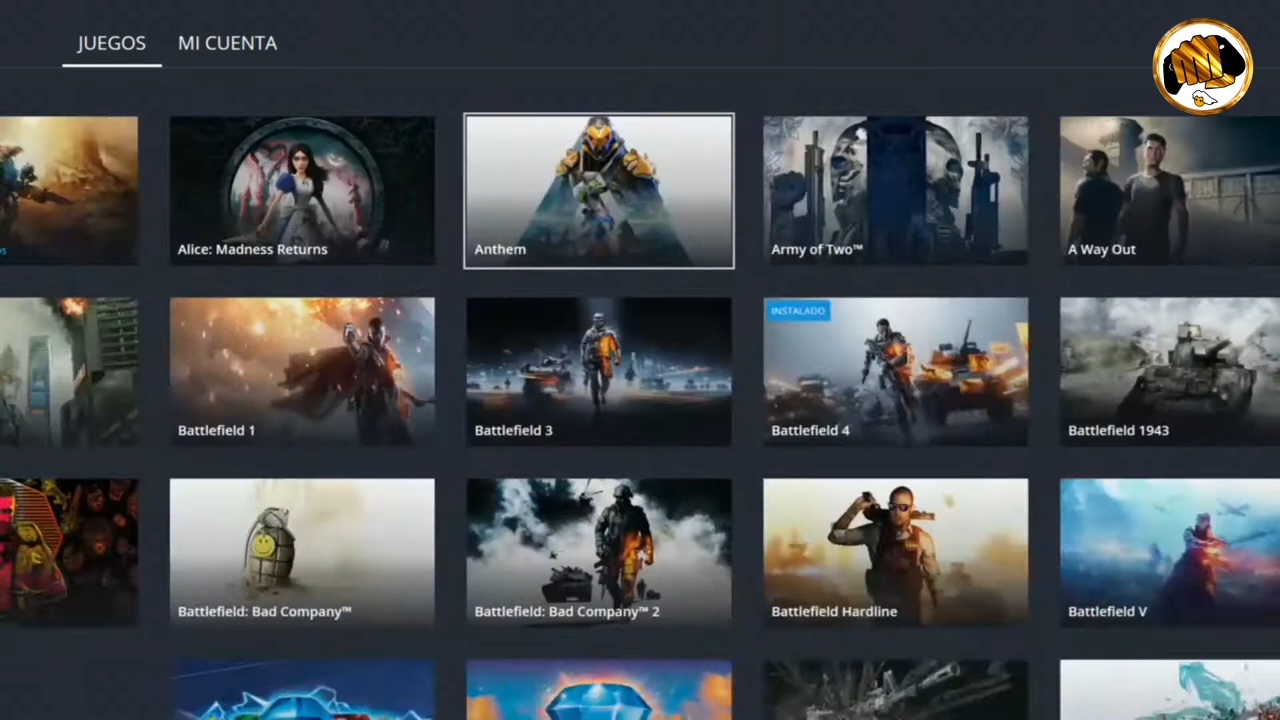 JUEGOS MI CUENTA
Alice: Madness Returns
Anthem
Army of Two™
A Way Out
Battlefield 1
Battlefield 3
INSTALADO
Battlefield 4
Battlefield 1943
Battlefield: Bad Company™
Battlefield: Bad Company™ 2
Battlefield Hardline
Battlefield V